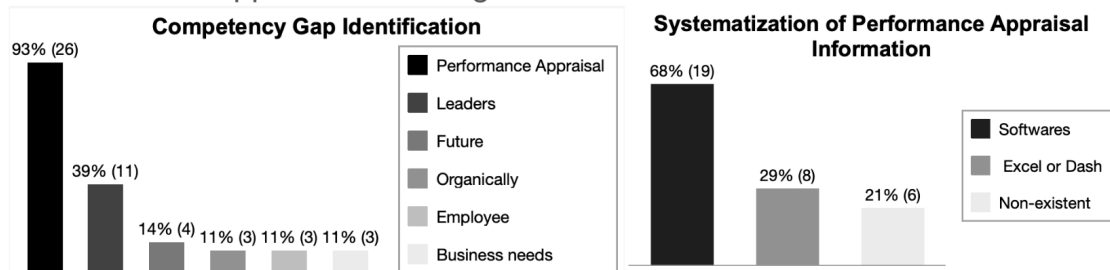 Competency Gap Identification
93% (26)
39% (11)
14% (4)
11% (3)
11% (3)
11% (3)
Performance Appraisal
Leaders
Future
Organically
Employee
Business needs
Systematization of Performance Appraisal
Information
68% (19)
29% (8)
21% (6)
Softwares
Excel or Dash
Non-existent